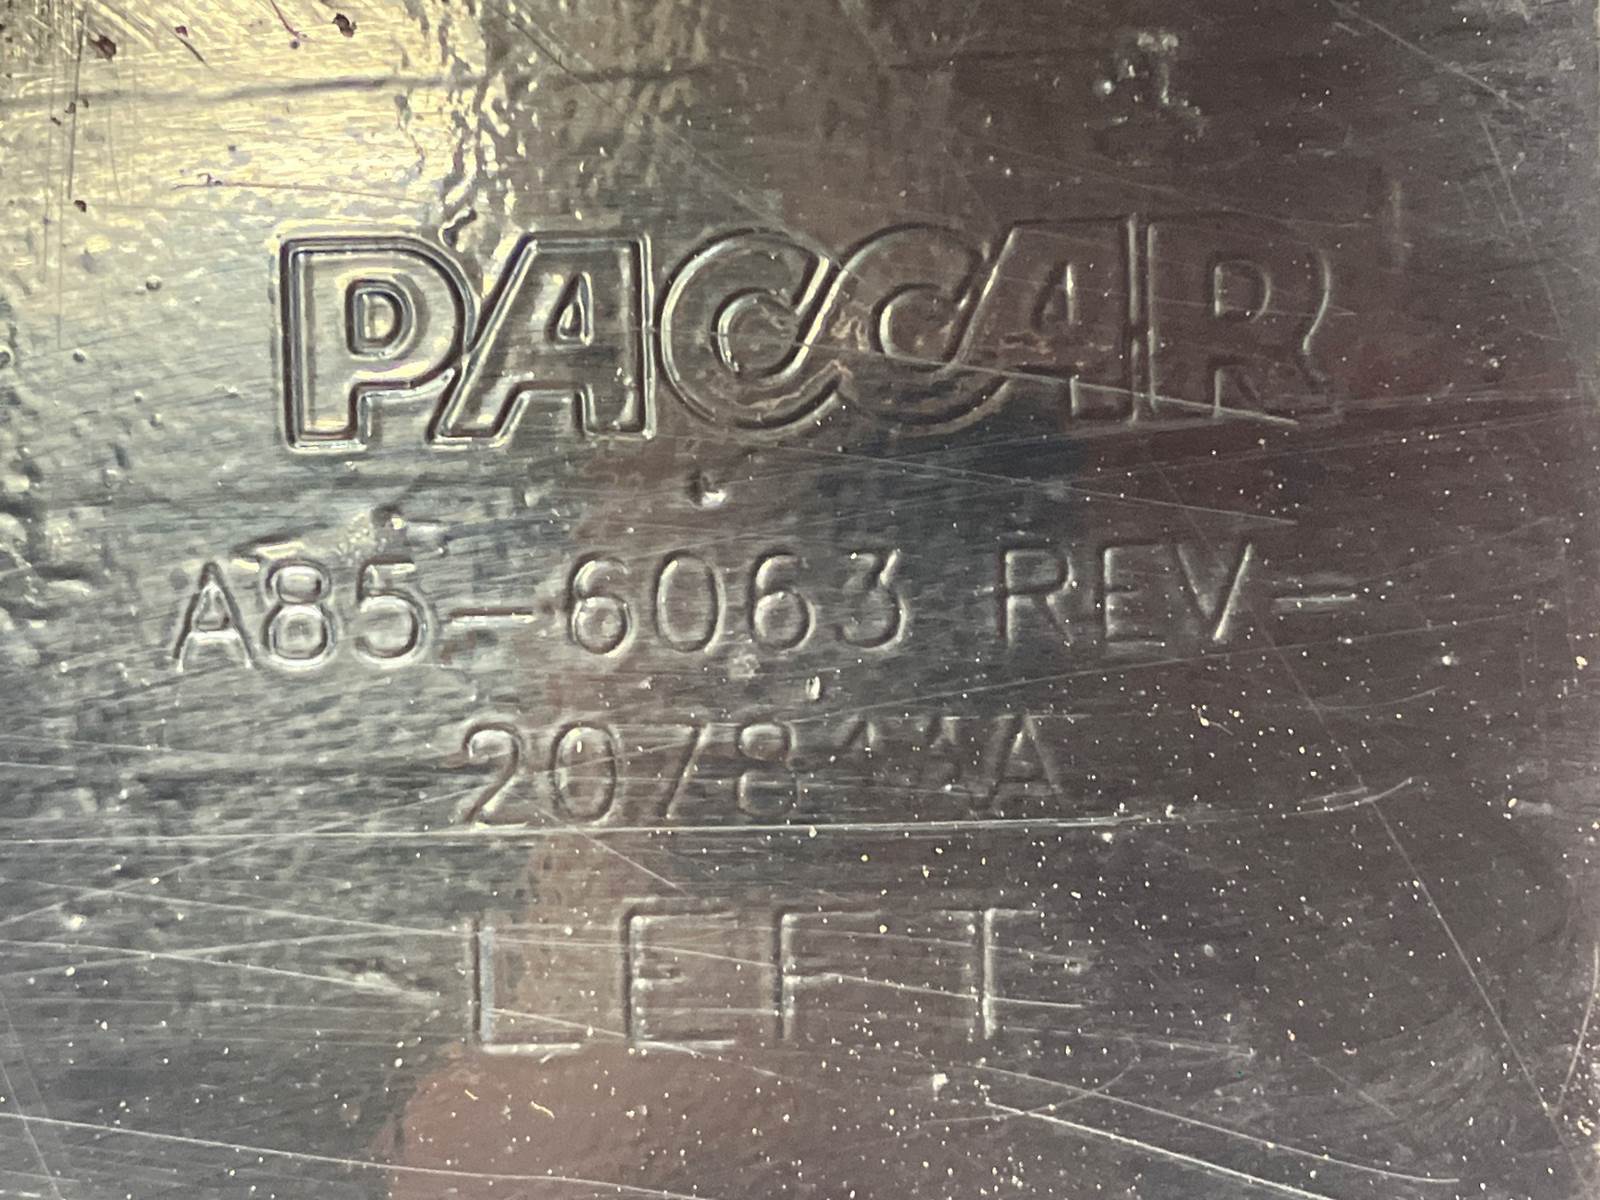 PACCAR
A85-6063 REV-
LEFT